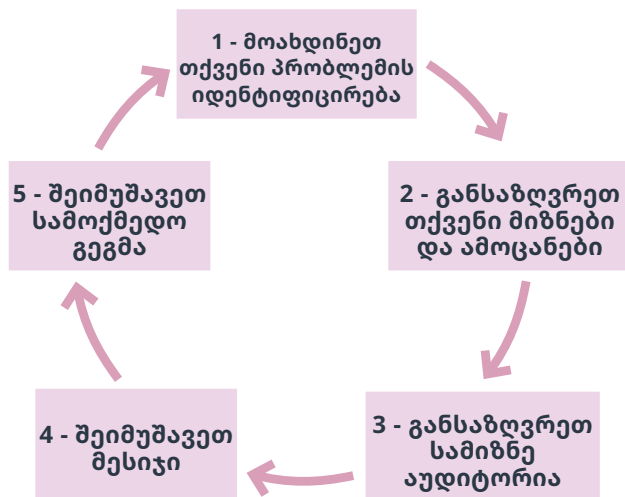 1 - მოახდინეთ
თქვენი პრობლემის
იდენტიფიცირება
2 - განსაზღვრეთ
თქვენი მიზნები
და ამოცანები
3 - განსაზღვრეთ
სამიზნე
აუდიტორია
4 - შეიმუშავეთ
მესიჯი
5 - შეიმუშავეთ
სამოქმედო
გეგმა